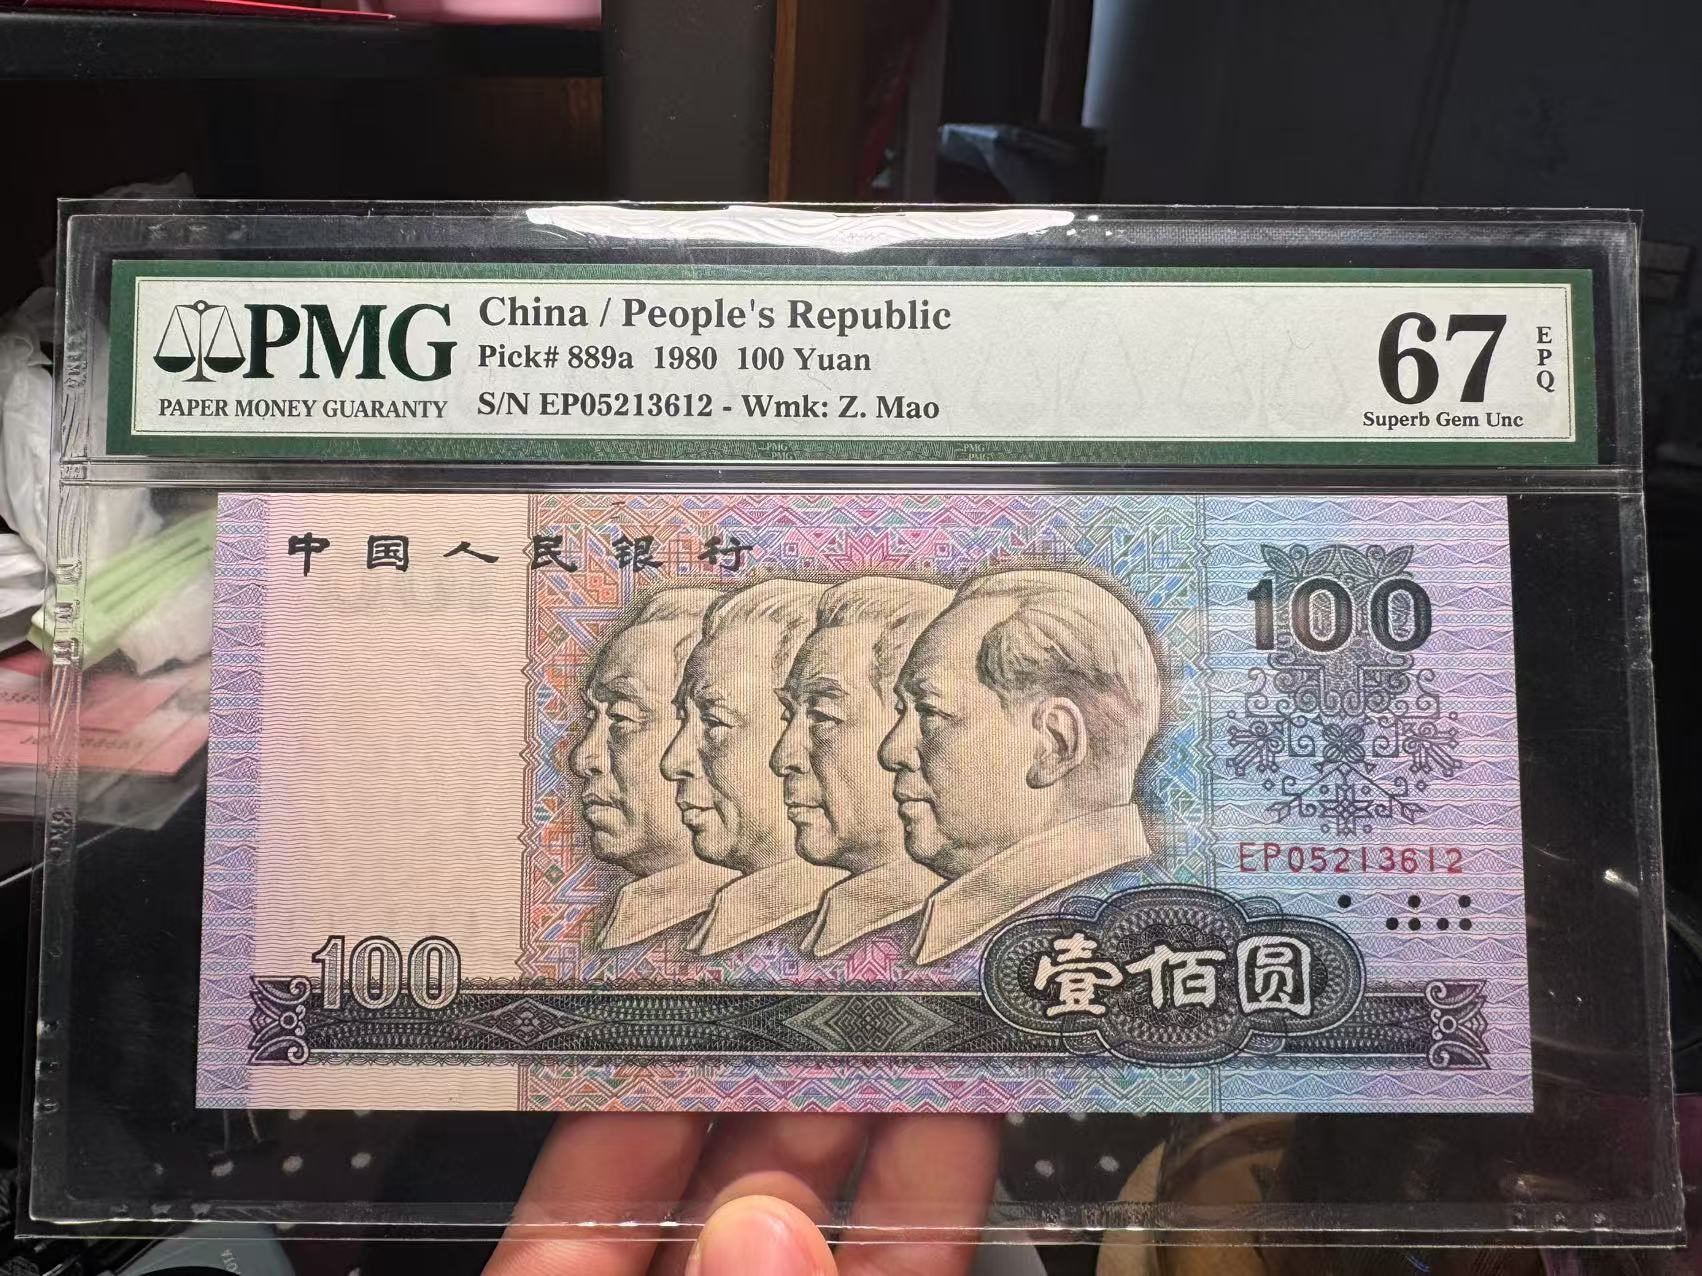 PMG
PAPER MONEY GUARANTY
China / People's Republic
Pick# 889a 1980 100 Yuan
S/N EP05213612 - Wmk: Z. Mao
67
EPQ
Superb Gem Unc
中国人民银行
100
EP05213612
100
壹佰圆